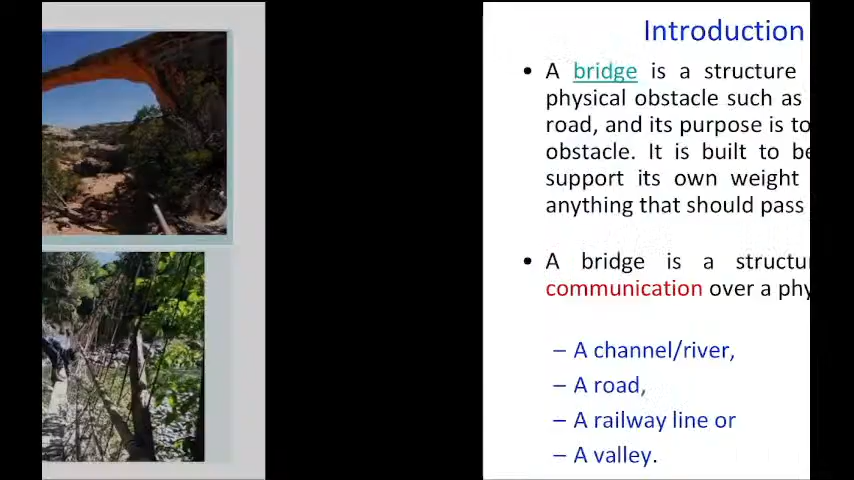 Introduction
• A bridge is a structure
physical obstacle such as
road, and its purpose is to
obstacle. It is built to be
support its own weight
anything that should pass
• A bridge is a structu
communication over a phy
– A channel/river,
– A road,
– A railway line or
– A valley.